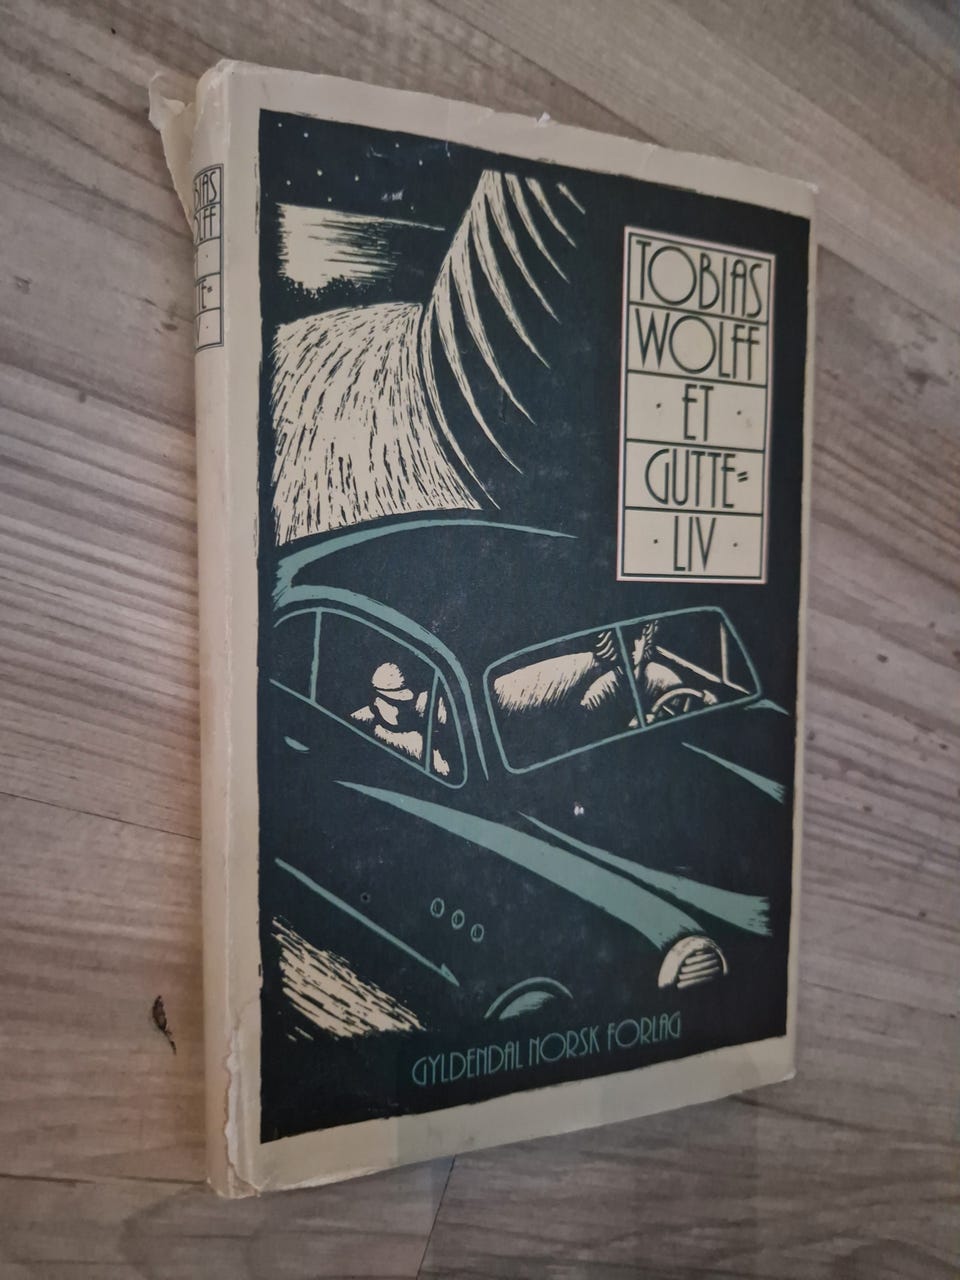 TOBIAS
WOLFF
· ET ·
GUTTE=
· LIV ·
GYLDENDAL NORSK FORLAG